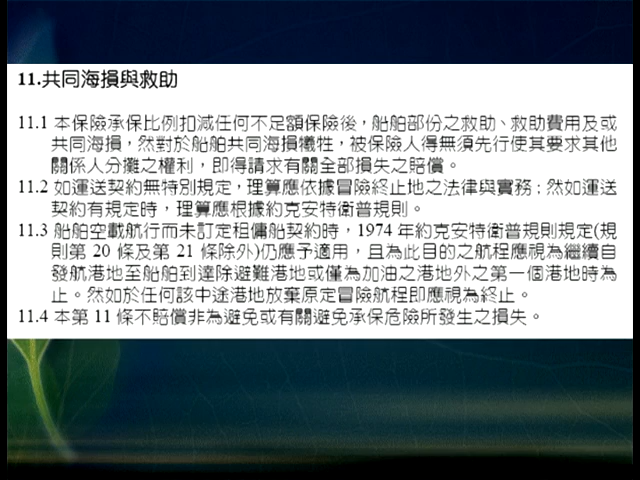 11.共同海損與救助
11.1 本保險承保比例扣減任何不足額保險後，船舶部份之救助、救助費用及或
共同海損，然對於船舶共同海損犧牲，被保險人得無須先行使其要求其他
關係人分攤之權利，即得請求有關全部損失之賠償。
11.2 如運送契約無特別規定，理算應依據冒險終止地之法律與實務；然如運送
契約有規定時，理算應根據約克安特衛普規則。
11.3 船舶空載航行而未訂定租傭船契約時，1974 年約克安特衛普規則規定(規
則第 20 條及第 21 條除外)仍應予適用，且為此目的之航程應視為繼續自
發航港地至船舶到達除避難港地或僅為加油之港地外之第一個港地時為
止。然如於任何該中途港地放棄原定冒險航程即應視為終止。
11.4 本第 11 條不賠償非為避免或有關避免承保危險所發生之損失。